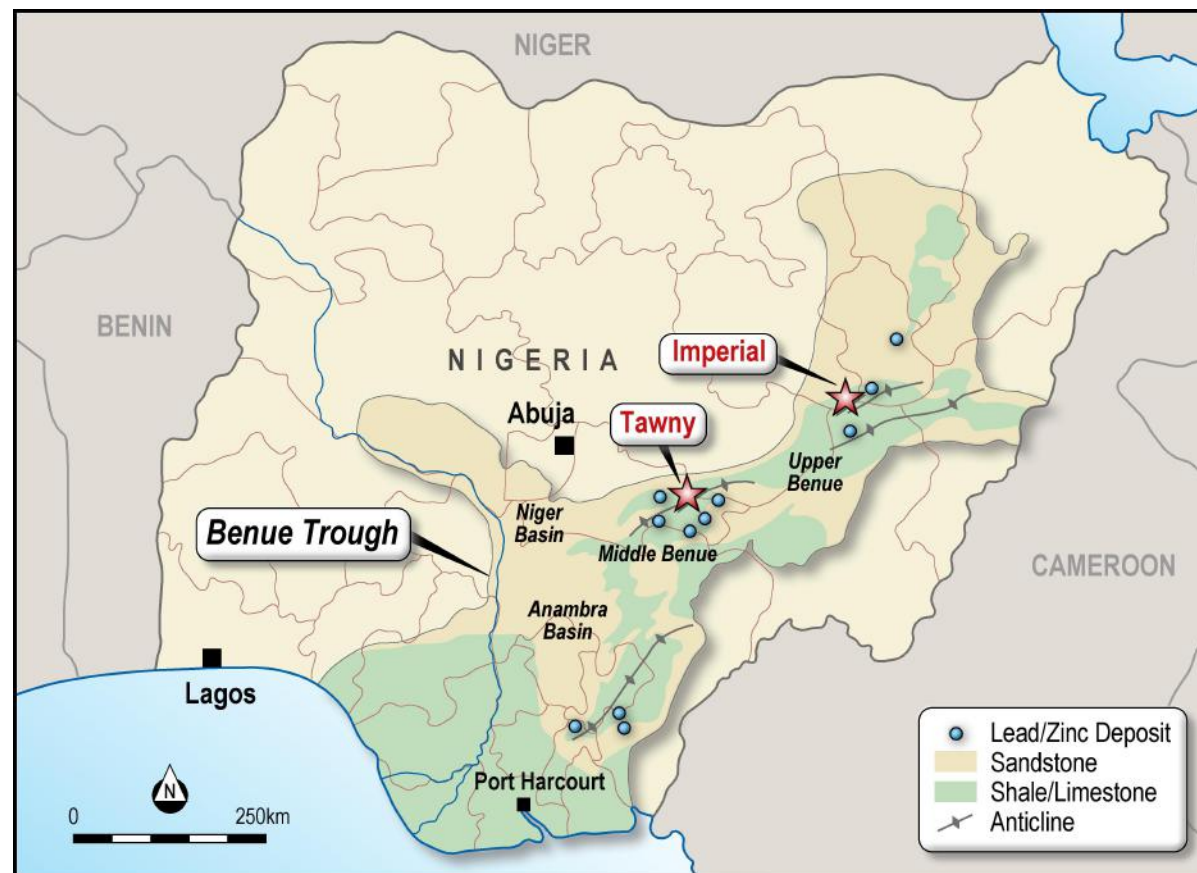 NIGER
BENIN
NIGERIA
Imperial
Abuja
Tawny
Upper
Benue
Niger
Basin
Benue Trough
Middle Benue
CAMEROON
Anambra
Basin
Lagos
Port Harcourt
N
0 250km
Lead/Zinc Deposit
Sandstone
Shale/Limestone
Anticline